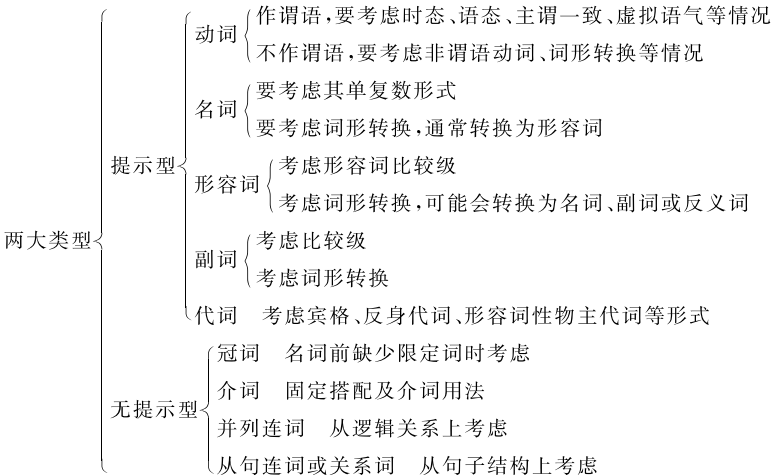 作谓语,要考虑时态、语态、主谓一致、虚拟语气等情况
动词
不作谓语,要考虑非谓语动词、词形转换等情况
要考虑其单复数形式
名词
要考虑词形转换,通常转换为形容词
提示型
考虑形容词比较级
形容词
考虑词形转换,可能会转换为名词、副词或反义词
两大类型
考虑比较级
副词
考虑词形转换
代词 考虑宾格、反身代词、形容词性物主代词等形式
冠词 名词前缺少限定词时考虑
介词 固定搭配及介词用法
无提示型
并列连词 从逻辑关系上考虑
从句连词或关系词 从句子结构上考虑